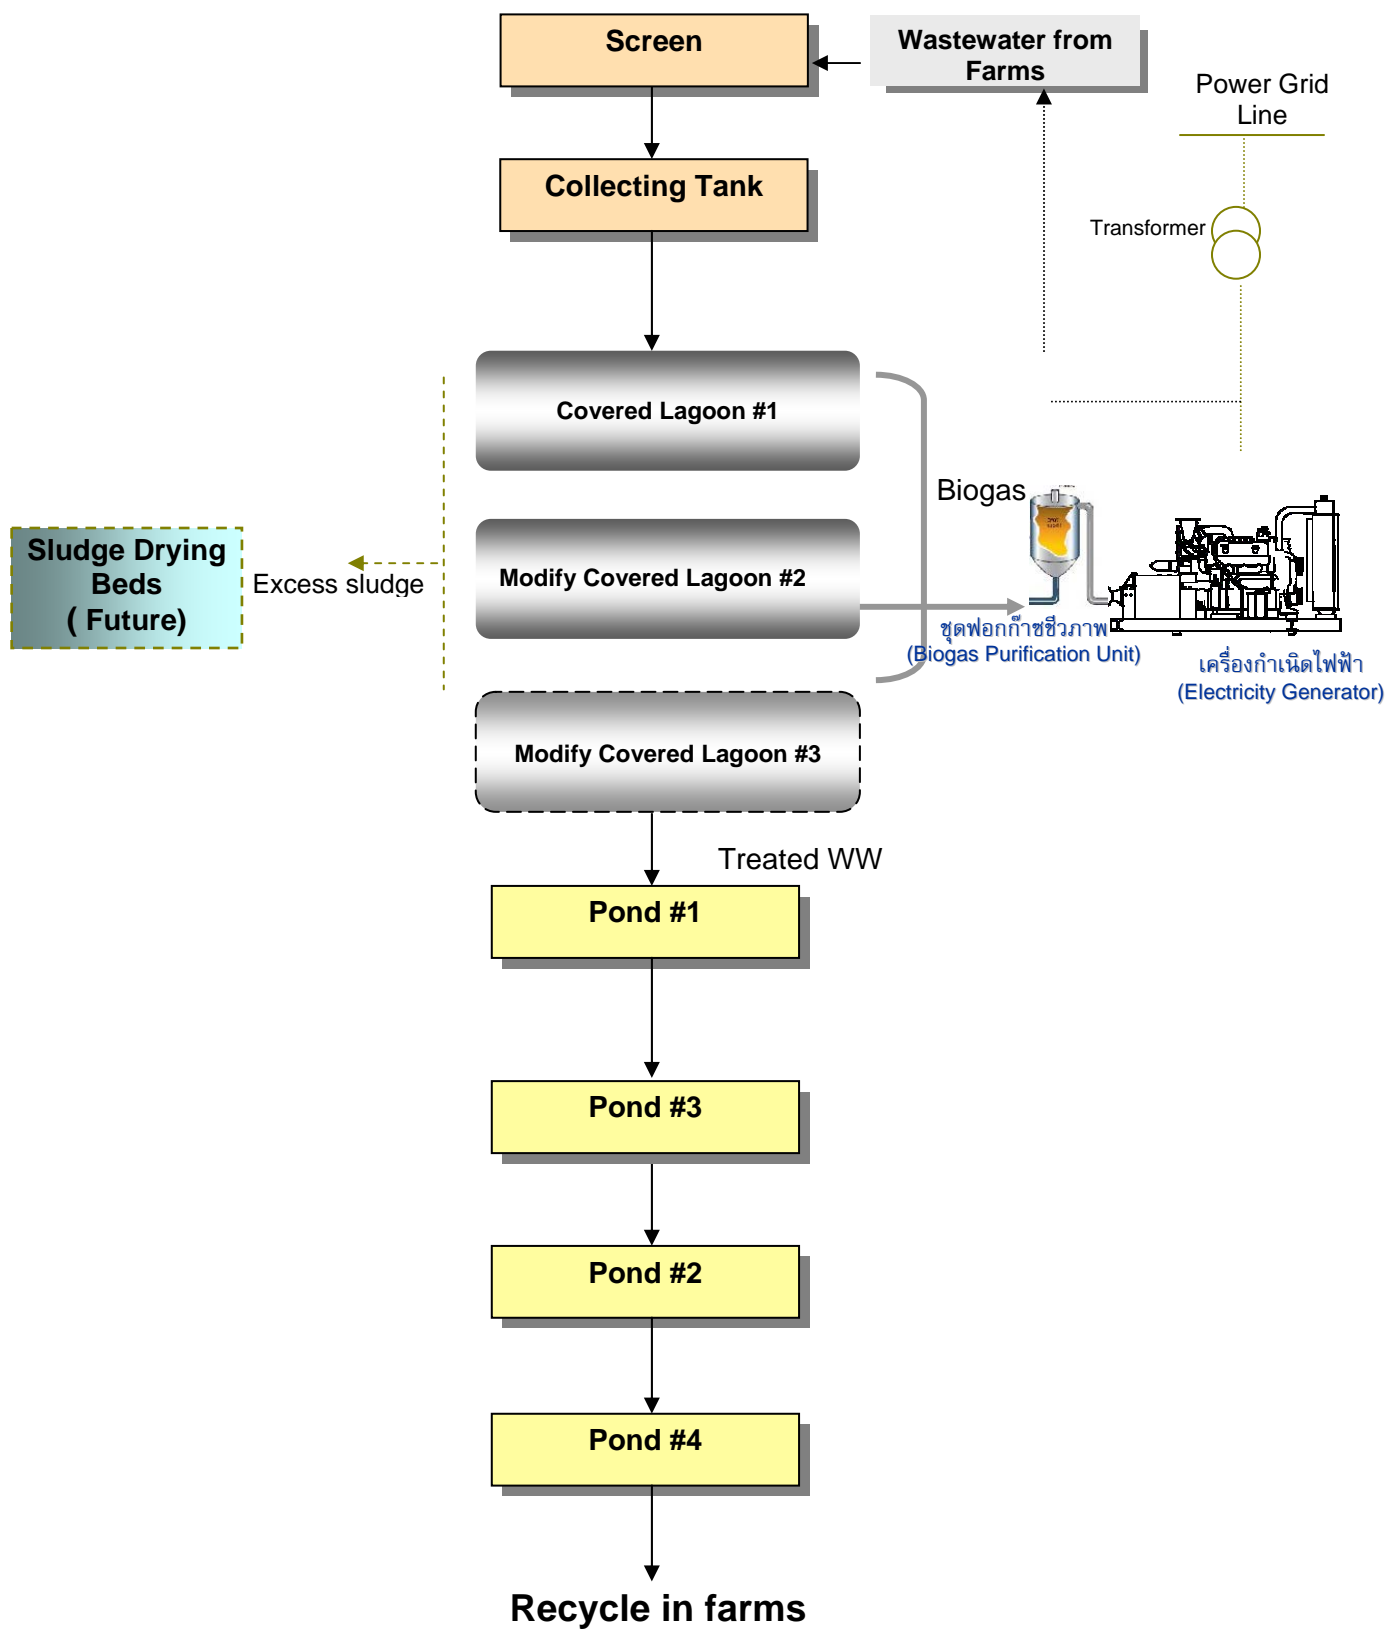 Screen
Wastewater from
Farms
Power Grid
Line
Collecting Tank
Transformer
Covered Lagoon #1
Biogas
Sludge Drying
Beds
( Future)
Excess sludge
Modify Covered Lagoon #2
ชุดฟอกก๊าซชีวภาพ
(Biogas Purification Unit)
เครื่องกำเนิดไฟฟ้า
(Electricity Generator)
Modify Covered Lagoon #3
Treated WW
Pond #1
Pond #3
Pond #2
Pond #4
Recycle in farms